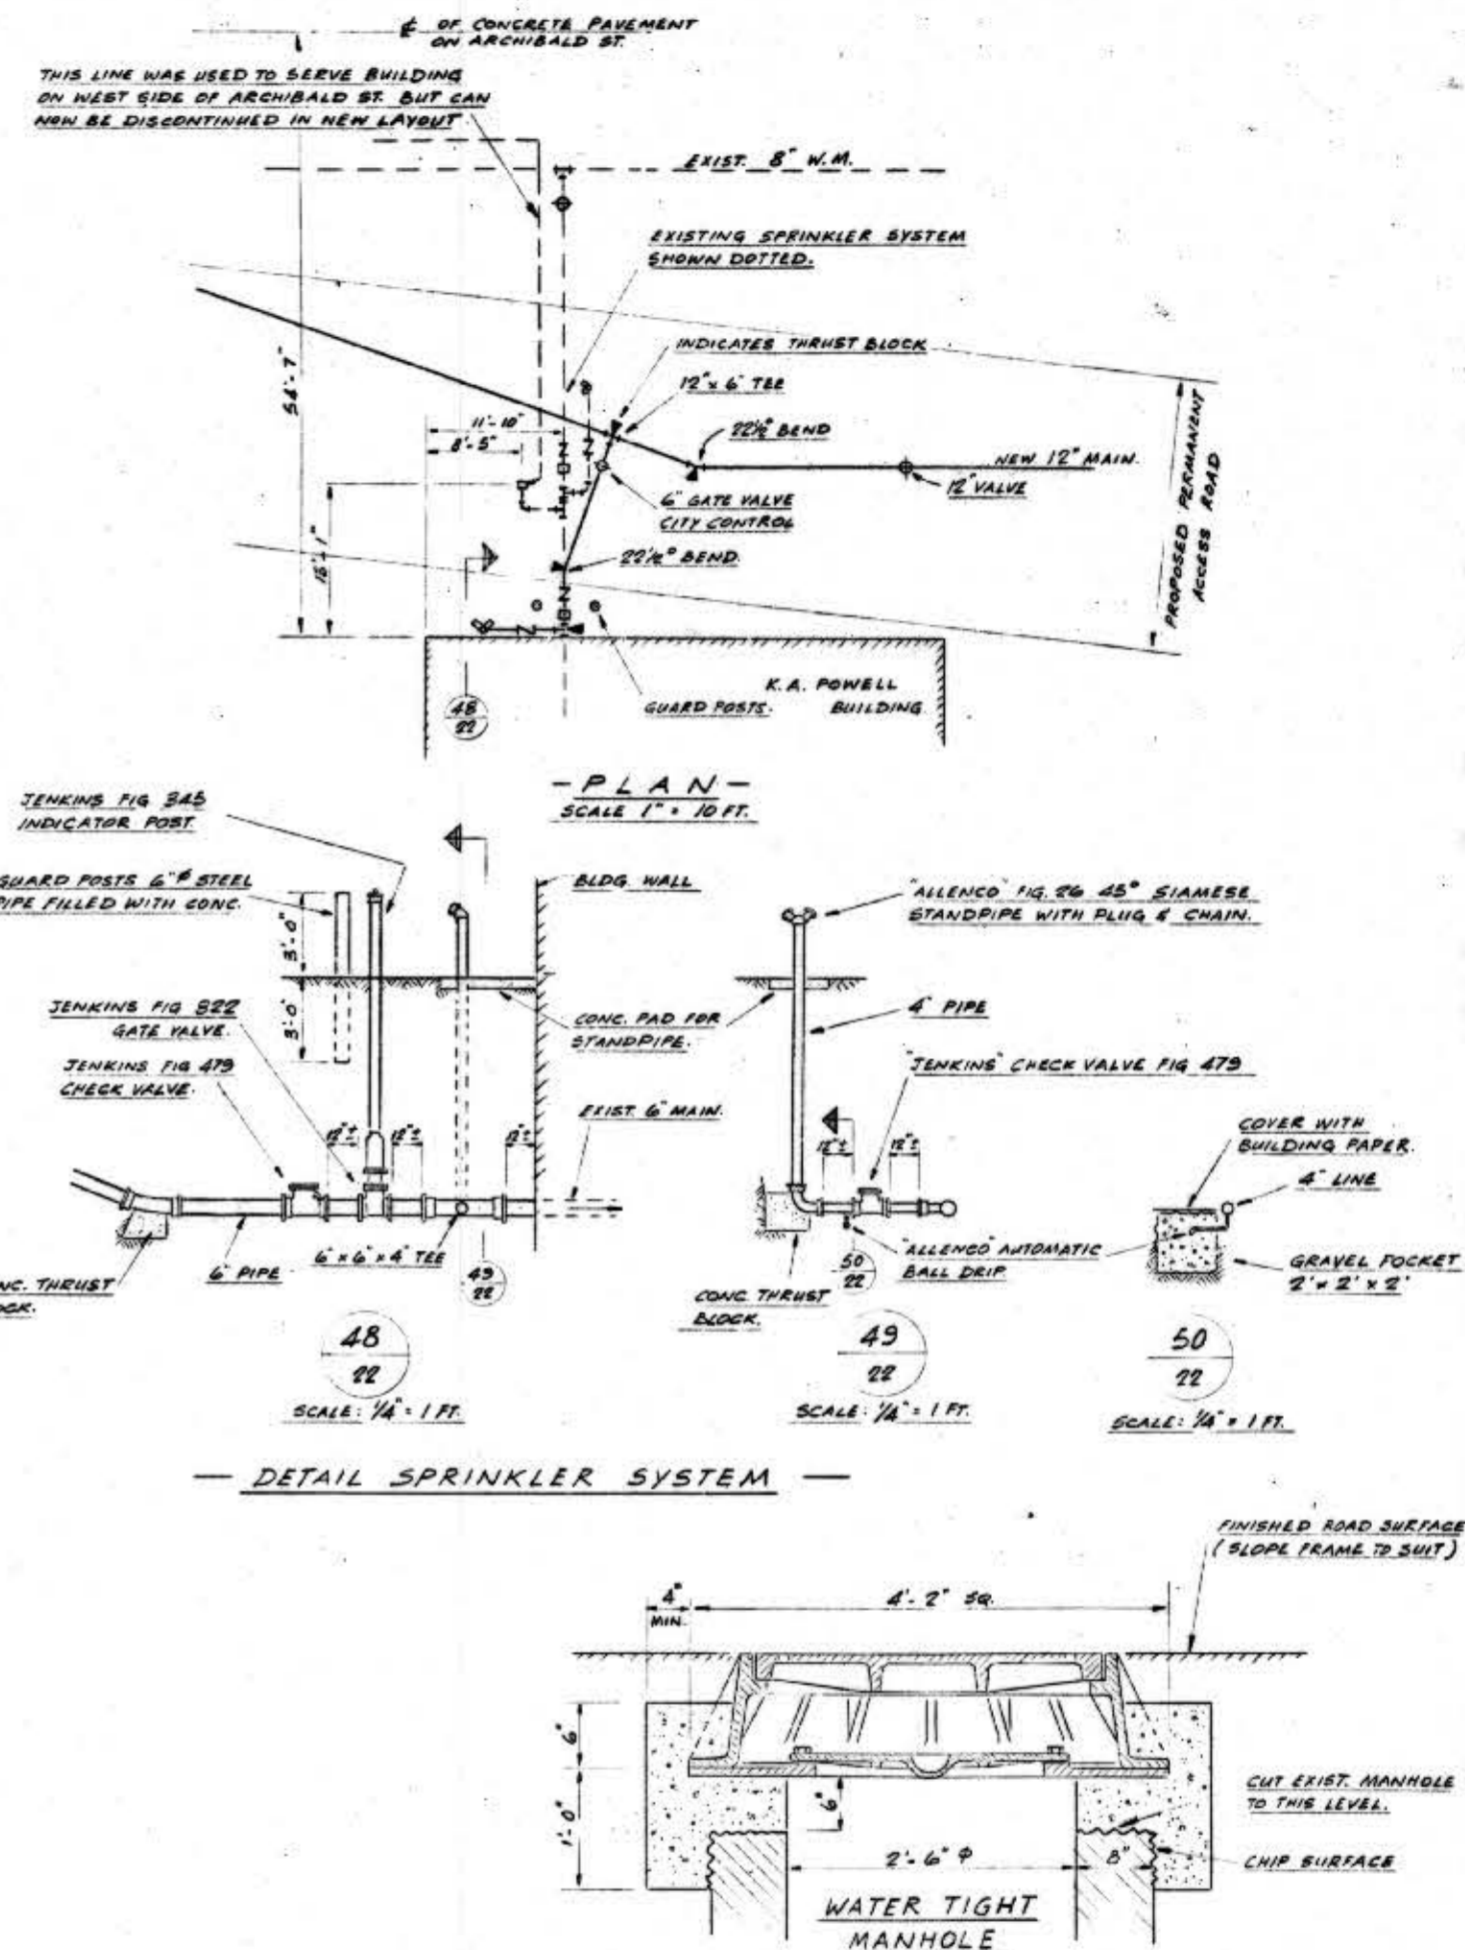 ℄ OF CONCRETE PAVEMENT
ON ARCHIBALD ST.
THIS LINE WAS USED TO SERVE BUILDING
ON WEST SIDE OF ARCHIBALD ST. BUT CAN
NOW BE DISCONTINUED IN NEW LAYOUT
EXIST. 8" W.M.
EXISTING SPRINKLER SYSTEM
SHOWN DOTTED.
INDICATES THRUST BLOCK
12" x 6" TEE
54'-7"
11'-10"
8'-5"
22½° BEND
NEW 12" MAIN.
12" VALVE
6" GATE VALVE
CITY CONTROL
22½° BEND.
PROPOSED PERMANENT
ACCESS ROAD
K.A. POWELL
BUILDING.
GUARD POSTS.
48
22
- PLAN -
SCALE 1" = 10 FT.
JENKINS FIG 345
INDICATOR POST.
GUARD POSTS 6"φ STEEL
PIPE FILLED WITH CONC.
3'-0"
3'-0"
BLDG WALL
JENKINS FIG 822
GATE VALVE.
JENKINS FIG 479
CHECK VALVE.
CONC. PAD FOR
STANDPIPE.
12"±
12"±
12"±
EXIST. 6" MAIN.
NC. THRUST
OCK.
6" PIPE
6" x 6" x 4" TEE
49
22
48
22
SCALE: ¼" = 1 FT.
"ALLENCO" FIG. 26 45° SIAMESE
STANDPIPE WITH PLUG & CHAIN.
4" PIPE
"JENKINS" CHECK VALVE FIG 479
12"±
12"±
"ALLENCO" AUTOMATIC
BALL DRIP
50
22
CONC. THRUST
BLOCK.
49
22
SCALE: ¼" = 1 FT.
COVER WITH
BUILDING PAPER.
4" LINE
GRAVEL POCKET
2' x 2' x 2'
50
22
SCALE: ¼" = 1 FT.
— DETAIL SPRINKLER SYSTEM —
FINISHED ROAD SURFACE
(SLOPE FRAME TO SUIT)
4"
MIN.
4'-2" SQ.
6"
1'-0"
6"
CUT EXIST. MANHOLE
TO THIS LEVEL.
2'-6" φ
8"
CHIP SURFACE
WATER TIGHT
MANHOLE